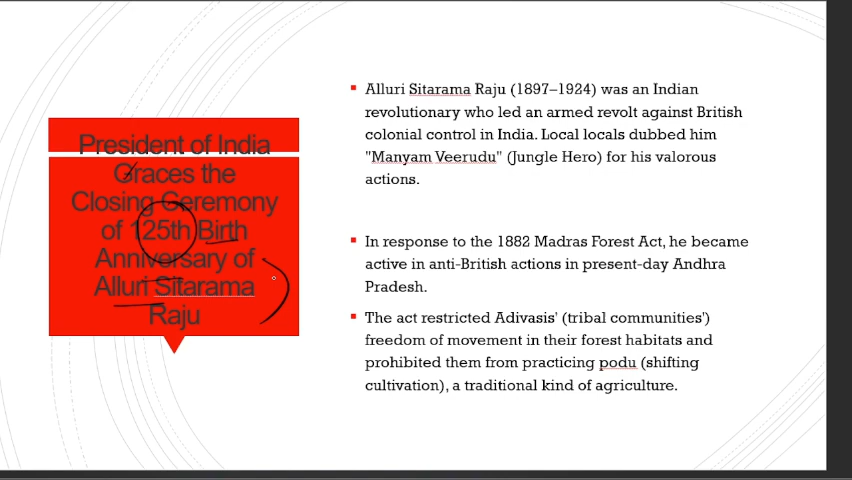 President of India
Graces the
Closing Ceremony
of 125th Birth
Anniversary of
Alluri Sitarama
Raju
Alluri Sitarama Raju (1897–1924) was an Indian
revolutionary who led an armed revolt against British
colonial control in India. Local locals dubbed him
"Manyam Veerudu" (Jungle Hero) for his valorous
actions.
In response to the 1882 Madras Forest Act, he became
active in anti-British actions in present-day Andhra
Pradesh.
The act restricted Adivasis' (tribal communities')
freedom of movement in their forest habitats and
prohibited them from practicing podu (shifting
cultivation), a traditional kind of agriculture.